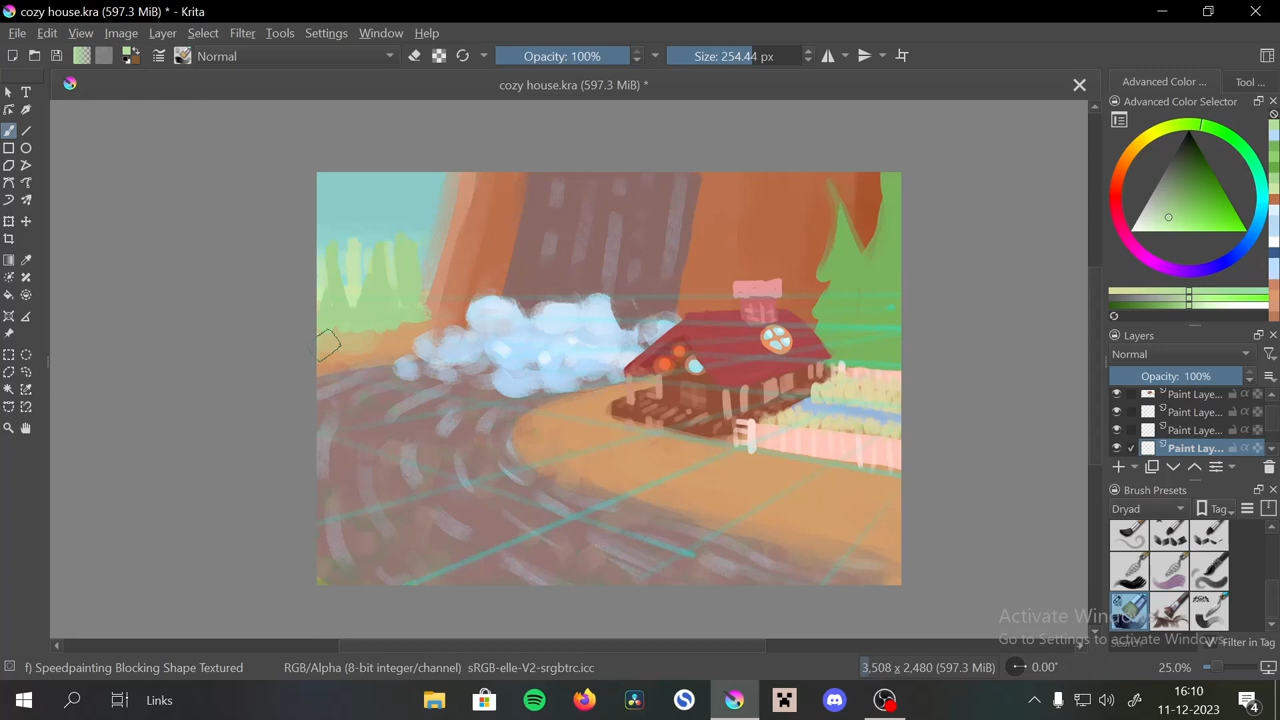 cozy house.kra (597.3 MiB) * - Krita
File Edit View Image Layer Select Filter Tools Settings Window Help
Normal Opacity: 100% Size: 254.44 px
cozy house.kra (597.3 MiB) *
Advanced Color ... Tool ...
Advanced Color Selector
Layers
Normal
Opacity: 100%
Paint Laye...
Paint Laye...
Paint Laye...
Paint Lay...
Brush Presets
Dryad Tag
Activate Windows
Go to Settings to activate Windows.
Search Filter in Tag
f) Speedpainting Blocking Shape Textured RGB/Alpha (8-bit integer/channel) sRGB-elle-V2-srgbtrc.icc 3,508 x 2,480 (597.3 MiB) 0.00° 25.0%
Links 16:10
11-12-2023 4